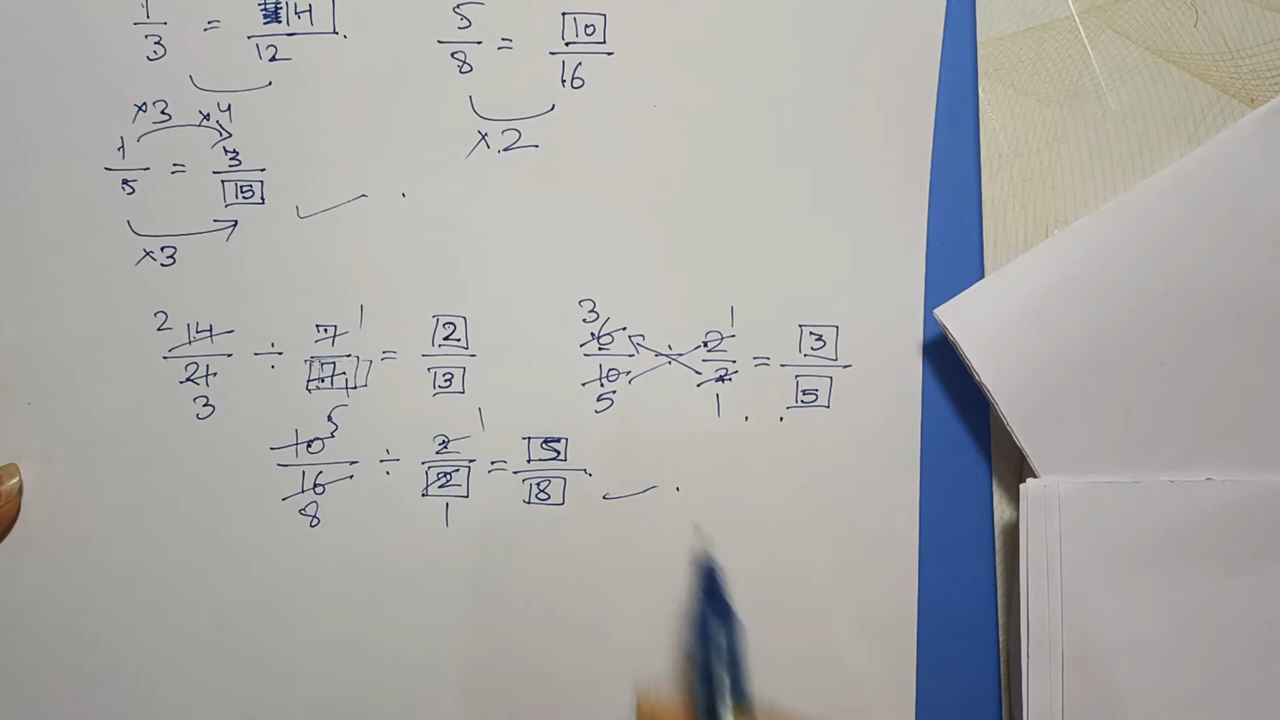 1/3 = 4/12 .
5/8 = 10/16
×3 ×4
×2
1/5 = 3/15
×3
2 1
14/21 ÷ 7/7 = 2/3
3 1
3 1
6/10 ÷ 2/2 = 3/5
5 1 . .
5 1
10/16 ÷ 2/2 = 5/8 .
8 1